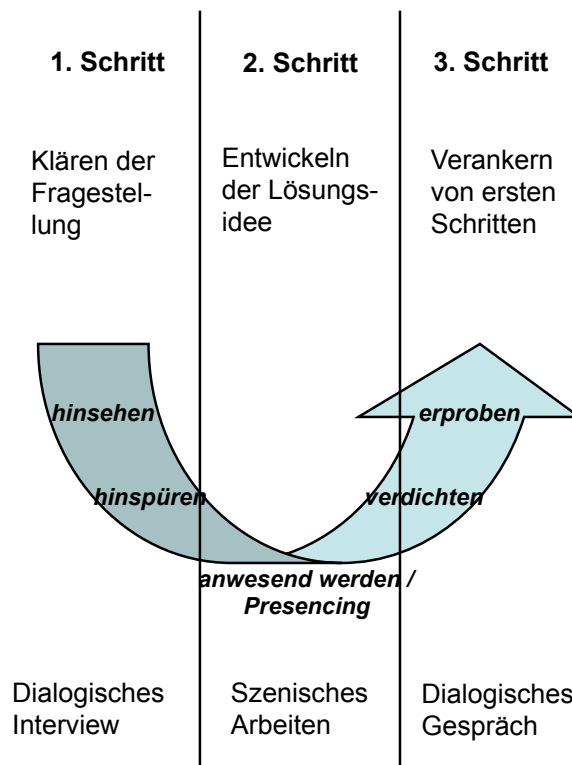 1. Schritt
2. Schritt
3. Schritt
Klären der
Fragestel-
lung
Entwickeln
der Lösungs-
idee
Verankern
von ersten
Schritten
hinsehen
hinspüren
anwesend werden /
Presencing
verdichten
erproben
Dialogisches
Interview
Szenisches
Arbeiten
Dialogisches
Gespräch